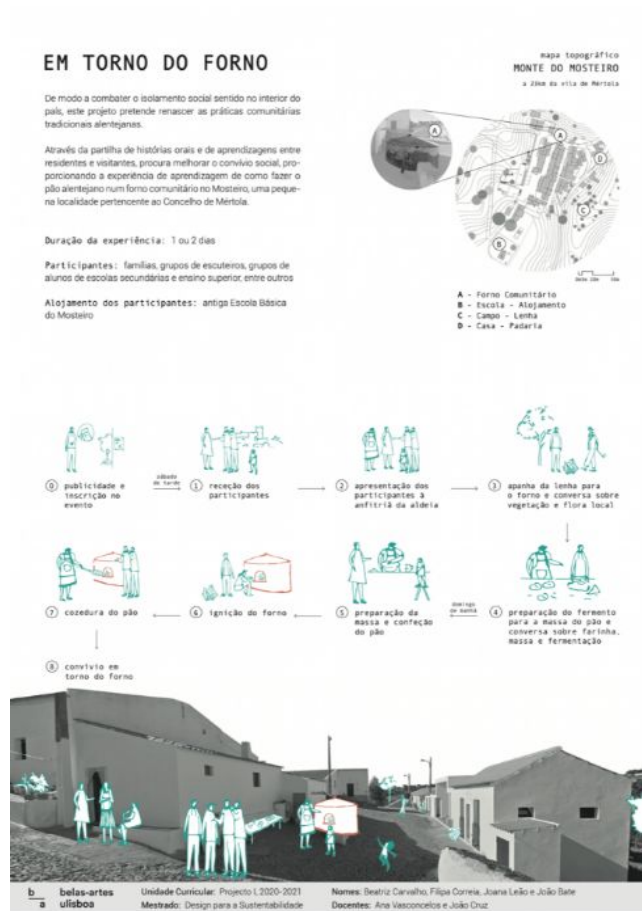 EM TORNO DO FORNO
De modo a combater o isolamento social sentido no interior do
país, este projeto pretende renascer as práticas comunitárias
tradicionais alentejanas.
Através da partilha de histórias orais e de aprendizagens entre
residentes e visitantes, procura melhorar o convívio social, pro-
porcionando a experiência de aprendizagem de como fazer o
pão alentejano num forno comunitário no Mosteiro, uma peque-
na localidade pertencente ao Concelho de Mértola.
Duração da experiência: 1 ou 2 dias
Participantes: famílias, grupos de escuteiros, grupos de
alunos de escolas secundárias e ensino superior, entre outros
Alojamento dos participantes: antiga Escola Básica
do Mosteiro
mapa topográfico
MONTE DO MOSTEIRO
a 20km da vila de Mértola
A
A
D
C
B
A - Forno Comunitário
B - Escola - Alojamento
C - Campo - Lenha
D - Casa - Padaria
0 publicidade e
inscrição no
evento
sábado
de tarde
1 receção dos
participantes
2 apresentação dos
participantes à
anfitriã da aldeia
3 apanha da lenha para
o forno e conversa sobre
vegetação e flora local
4 preparação do fermento
para a massa do pão e
conversa sobre farinha,
massa e fermentação
domingo
de manhã
5 preparação da
massa e confeção
do pão
6 ignição do forno
7 cozedura do pão
8 convívio em
torno do forno
b
a
belas-artes
ulisboa
Unidade Curricular: Projecto I, 2020-2021
Mestrado: Design para a Sustentabilidade
Nomes: Beatriz Carvalho, Filipa Correia, Joana Leão e João Bate
Docentes: Ana Vasconcelos e João Cruz